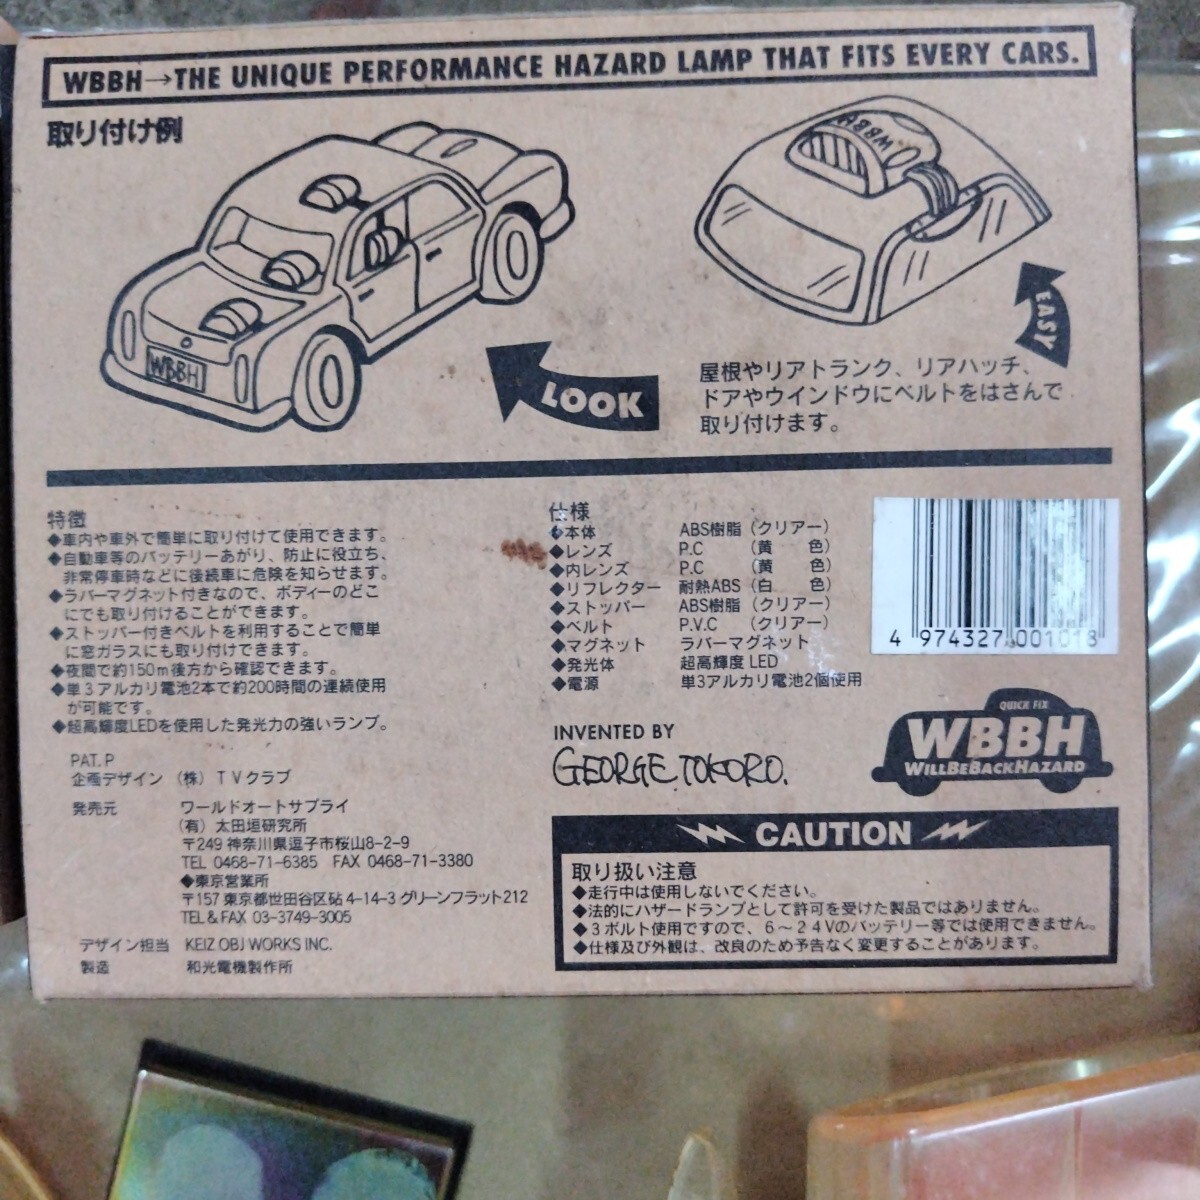 WBBH→THE UNIQUE PERFORMANCE HAZARD LAMP THAT FITS EVERY CARS.
取り付け例
WBBH
WBBH
LOOK
EASY
屋根やリアトランク、リアハッチ、
ドアやウインドウにベルトをはさんで
取り付けます。
特徴
◆車内や車外で簡単に取り付けて使用できます。
◆自動車等のバッテリーあがり、防止に役立ち、
非常停車時などに後続車に危険を知らせます。
◆ラバーマグネット付きなので、ボディーのどこ
にでも取り付けることができます。
◆ストッパー付きベルトを利用することで簡単
に窓ガラスにも取り付けできます。
◆夜間で約150m後方から確認できます。
◆単3アルカリ電池2本で約200時間の連続使用
が可能です。
◆超高輝度LEDを使用した発光力の強いランプ。
PAT.P
企画デザイン (株) TVクラブ
発売元 ワールドオートサプライ
(有) 太田垣研究所
〒249 神奈川県逗子市桜山8-2-9
TEL 0468-71-6385 FAX 0468-71-3380
◆東京営業所
〒157 東京都世田谷区砧 4-14-3 グリーンフラット212
TEL&FAX 03-3749-3005
デザイン担当 KEIZ OBJ WORKS INC.
製造 和光電機製作所
仕様
◆本体 ABS樹脂 (クリアー)
◆レンズ P.C (黄 色)
◆内レンズ P.C (黄 色)
◆リフレクター 耐熱ABS (白 色)
◆ストッパー ABS樹脂 (クリアー)
◆ベルト P.V.C (クリアー)
◆マグネット ラバーマグネット
◆発光体 超高輝度 LED
◆電源 単3アルカリ電池2個使用
4 974327 001018
INVENTED BY
GEORGE TOKORO.
QUICK FIX
WBBH
WILLBEBACKHAZARD
CAUTION
取り扱い注意
◆走行中は使用しないでください。
◆法的にハザードランプとして許可を受けた製品ではありません。
◆3ボルト使用ですので、6～24Vのバッテリー等では使用できません。
◆仕様及び外観は、改良のため予告なく変更することがあります。